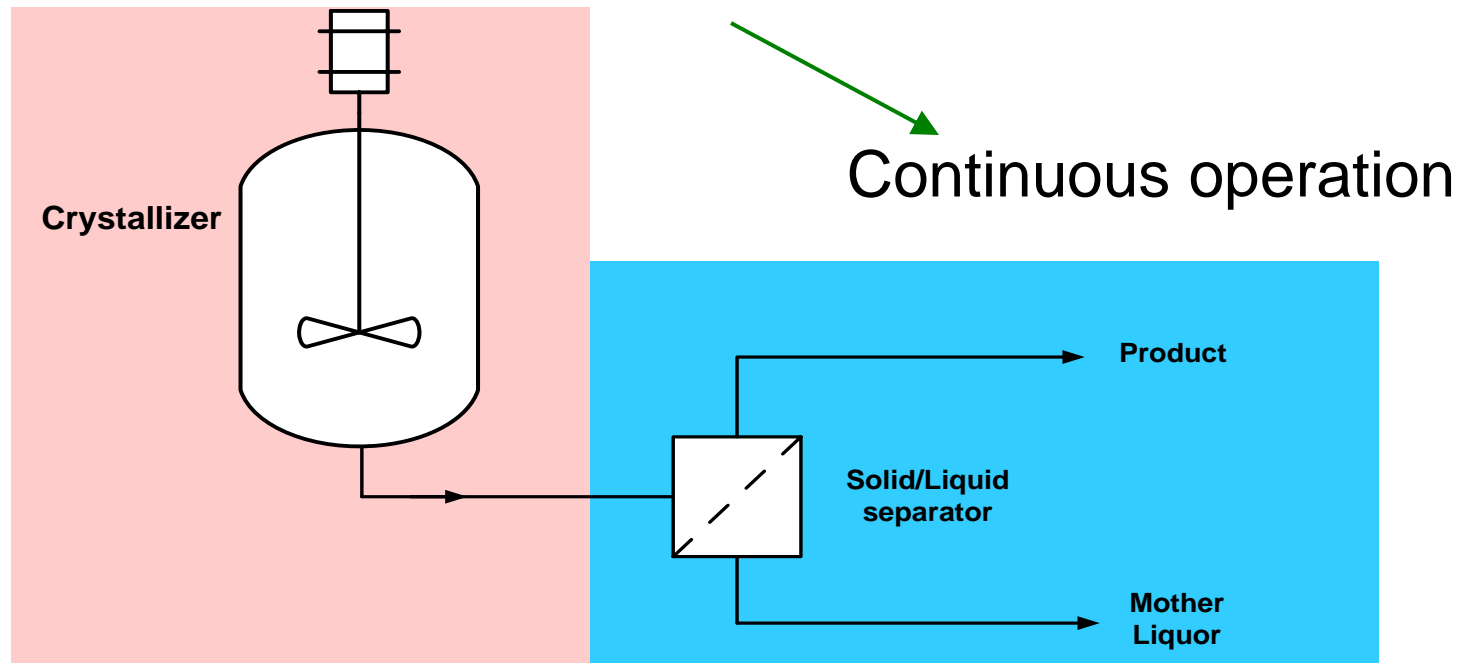 Continuous operation
Crystallizer
Product
Solid/Liquid
separator
Mother
Liquor